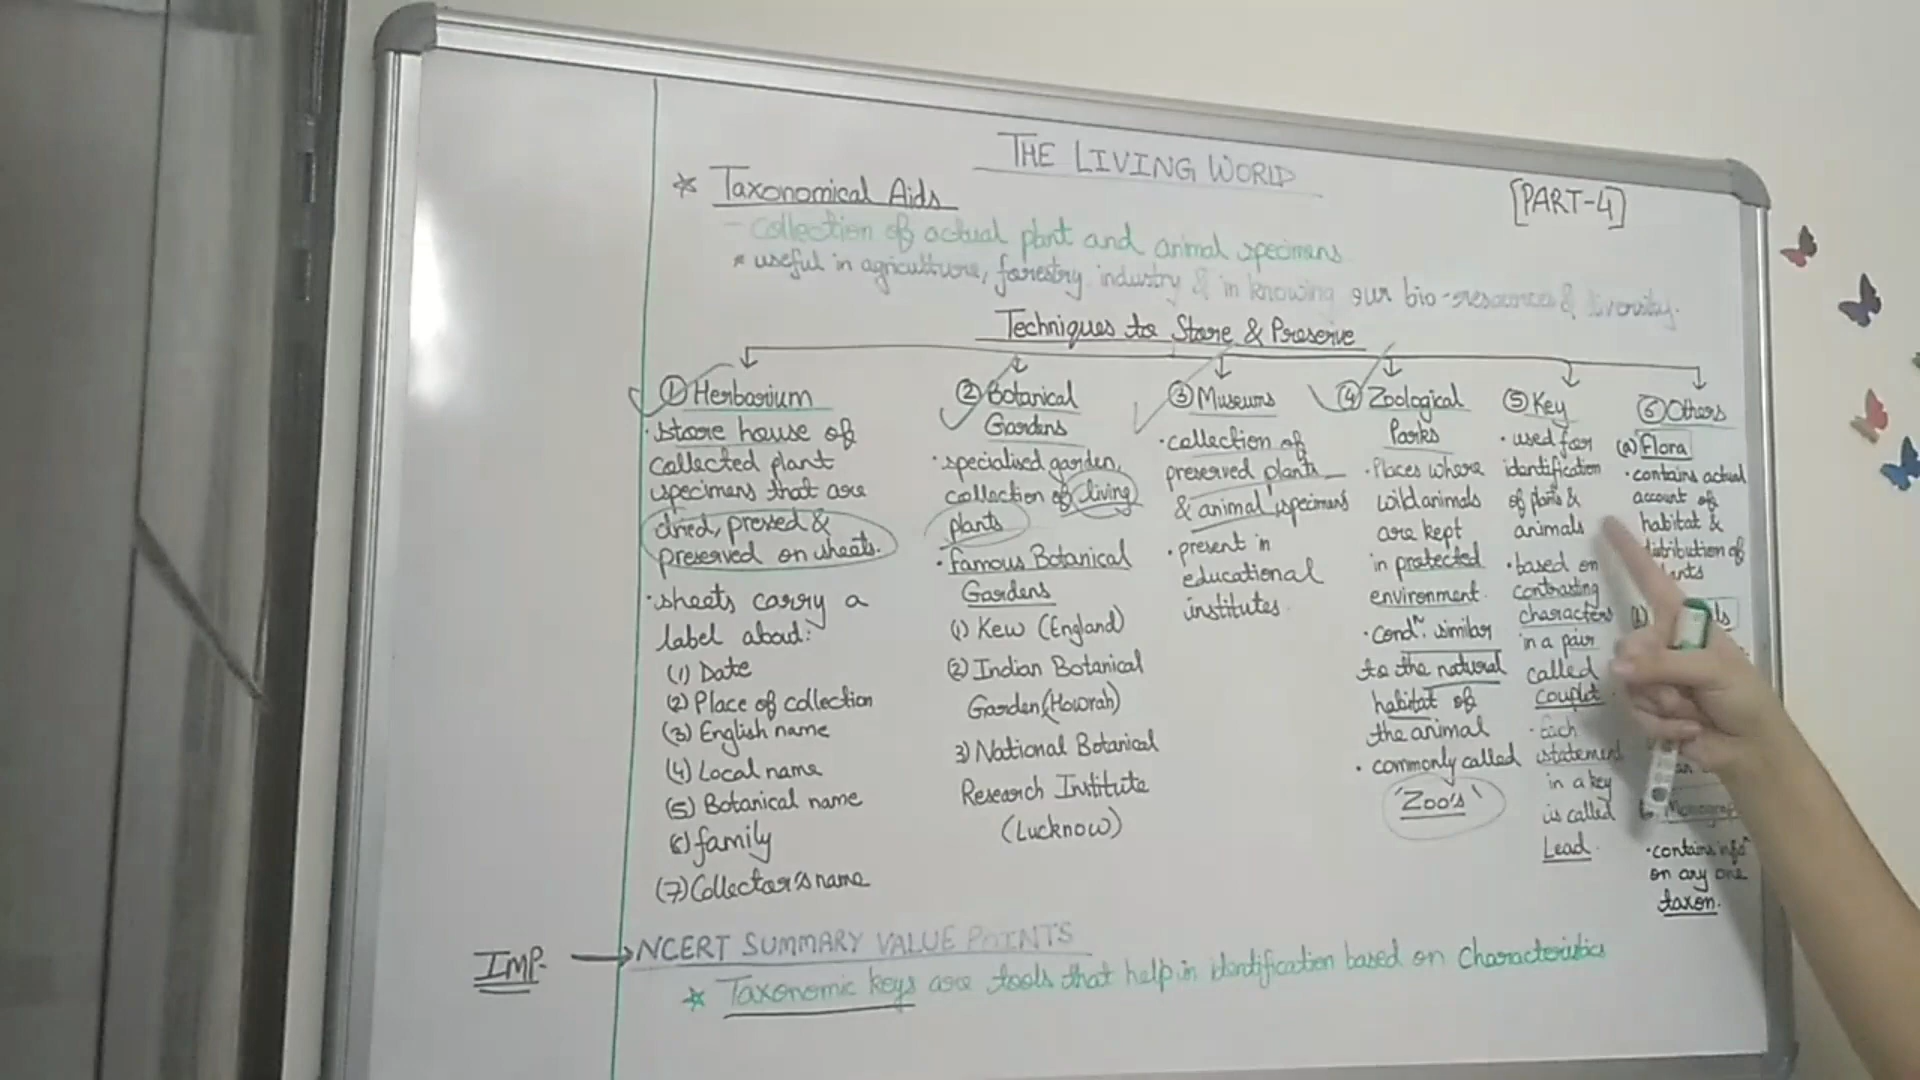 THE LIVING WORLD
[PART-4]
* Taxonomical Aids
- collection of actual plant and animal specimens
* useful in agriculture, forestry, industry & in knowing our bio-resources & diversity.
Techniques to Store & Preserve
① Herbarium
· store house of
collected plant
specimens that are
dried, pressed &
preserved on sheets.
· sheets carry a
label about:
(1) Date
(2) Place of collection
(3) English name
(4) Local name
(5) Botanical name
6) family
(7) Collector's name
② Botanical
Gardens
· specialised garden,
collection of living
plants
· famous Botanical
Gardens
(1) Kew (England)
(2) Indian Botanical
Garden (Howrah)
3) National Botanical
Research Institute
(Lucknow)
③ Museums
· collection of
preserved plants
& animal specimens
· present in
educational
institutes.
④ Zoological
Parks
· Places where
wild animals
are kept
in protected
environment.
· Condⁿ. similar
to the natural
habitat of
the animal
· commonly called
'Zoo's'
⑤ Key
· used for
identification
of plants &
animals
· based on
contrasting
characters
in a pair
called
couplet.
· Each
statement
in a key
is called
Lead.
⑥ Others
(a) Flora
· contains actual
account of
habitat &
distribution of
· contains infoⁿ
on any one
taxon.
IMP. → NCERT SUMMARY VALUE POINTS
* Taxonomic keys are tools that help in identification based on characteristics